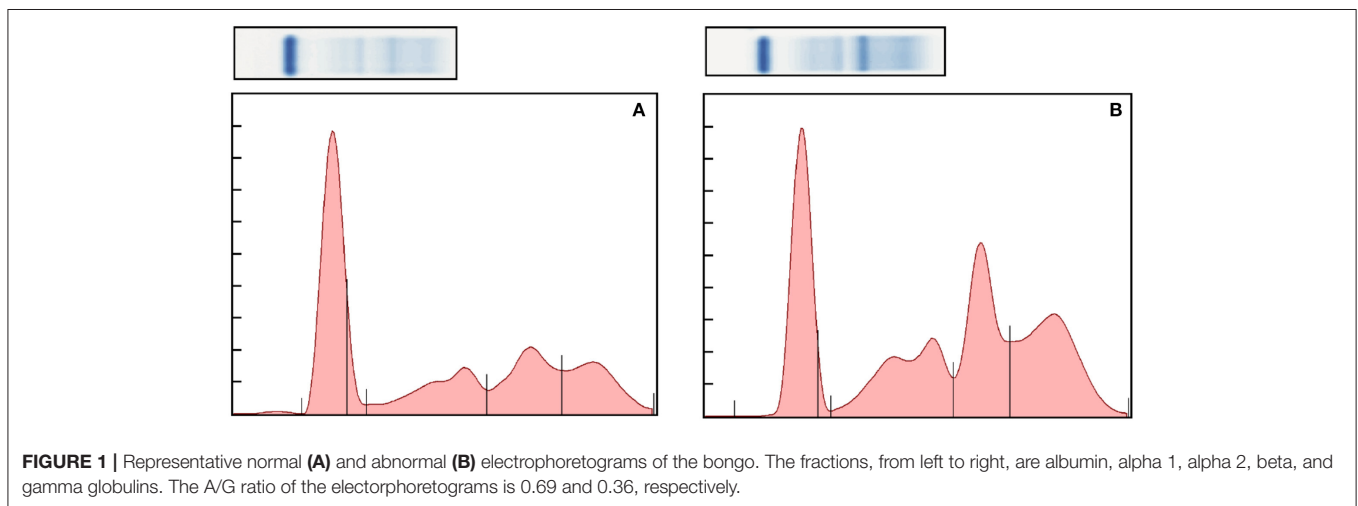 A
B
FIGURE 1 | Representative normal (A) and abnormal (B) electrophoretograms of the bongo. The fractions, from left to right, are albumin, alpha 1, alpha 2, beta, and
gamma globulins. The A/G ratio of the electorphoretograms is 0.69 and 0.36, respectively.